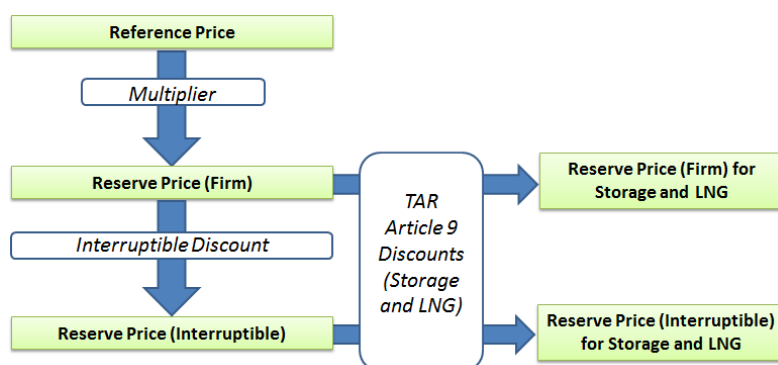 Reference Price
Multiplier
Reserve Price (Firm)
Interruptible Discount
Reserve Price (Interruptible)
TAR
Article 9
Discounts
(Storage
and LNG)
Reserve Price (Firm) for
Storage and LNG
Reserve Price (Interruptible)
for Storage and LNG